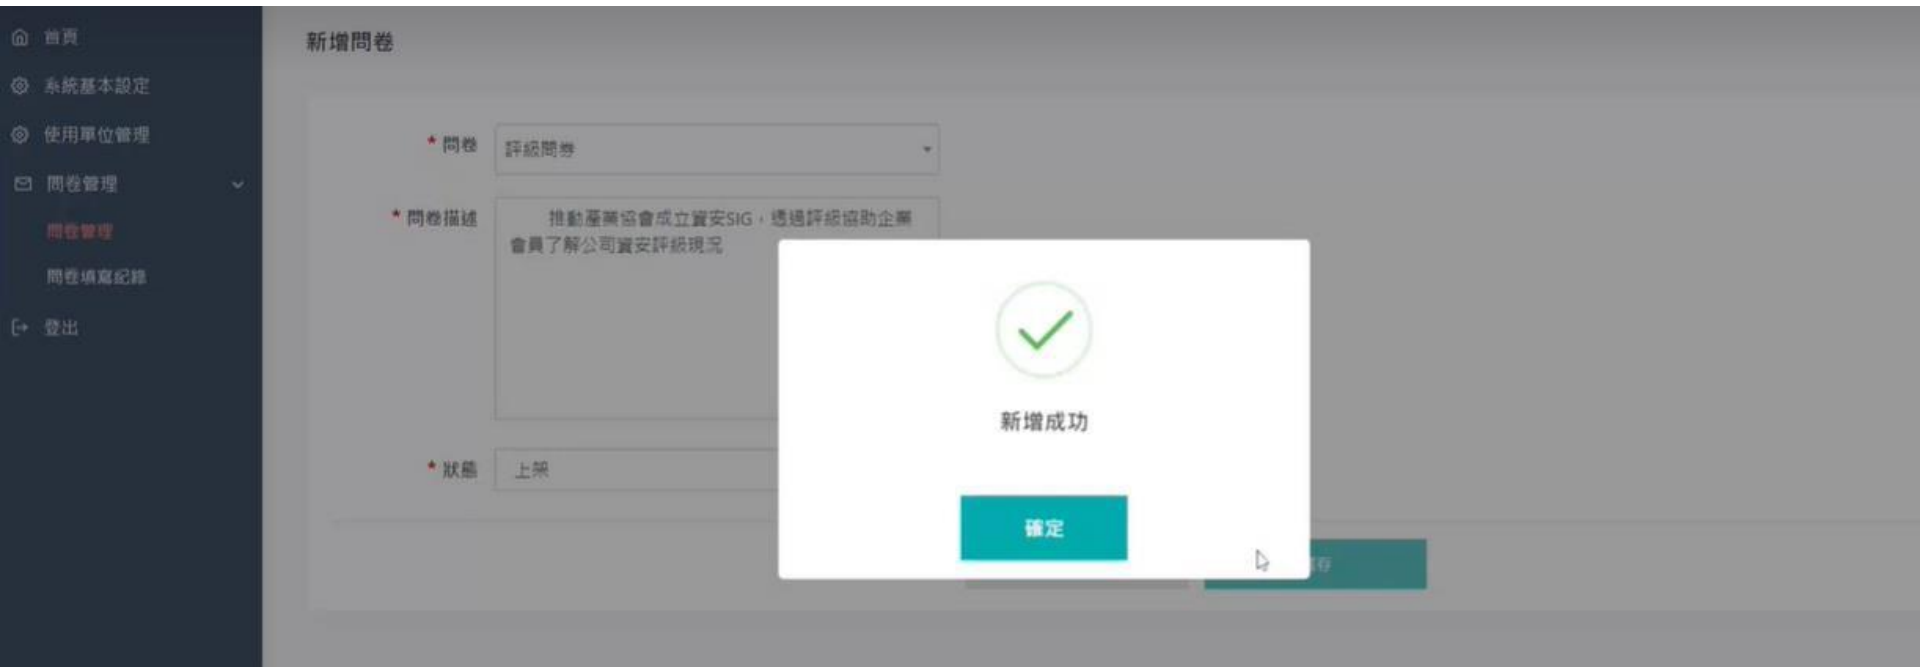 首頁
系統基本設定
使用單位管理
問卷管理
問卷管理
問卷填寫紀錄
登出
新增問卷
* 問卷
評級問卷
* 問卷描述
推動產業協會成立資安SIG，透過評級協助企業
會員了解公司資安評級現況
* 狀態
上架
新增成功
確定
存